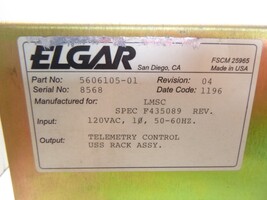 ELGAR
San Diego, CA
FSCM 25965
Made in USA
Part No: 5606105-01 Revision: 04
Serial No: 8568 Date Code: 1196
Manufactured for: LMSC
SPEC F435089 REV.
Input: 120VAC, 1Ø, 50-60HZ.
Output: TELEMETRY CONTROL
USS RACK ASSY.